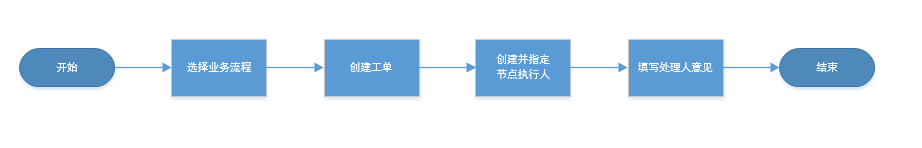 开始
选择业务流程
创建工单
创建并指定
节点执行人
填写处理人意见
结束